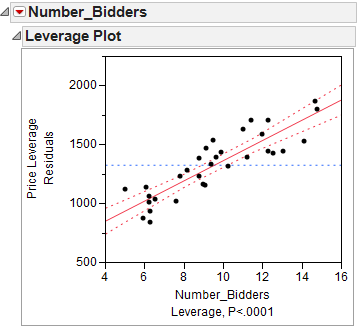 Number_Bidders
Leverage Plot
2000
1500
1000
500
Price Leverage
Residuals
4 6 8 10 12 14 16
Number_Bidders
Leverage, P<.0001